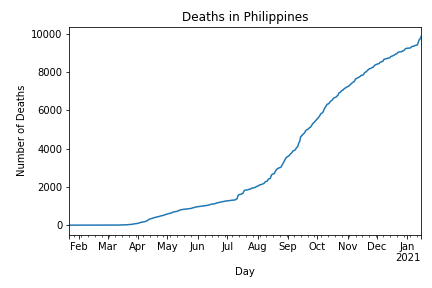 Deaths in Philippines
10000
8000
6000
4000
2000
0
Number of Deaths
Feb Mar Apr May Jun Jul Aug Sep Oct Nov Dec Jan
2021
Day